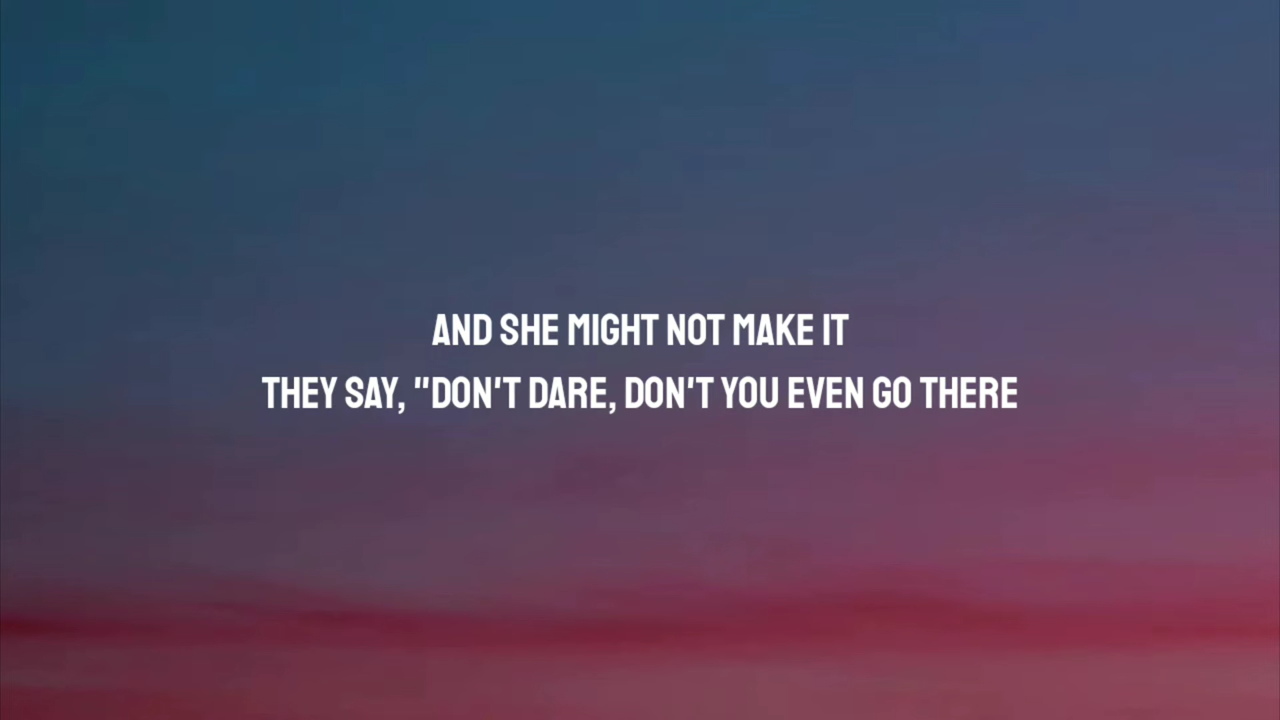 AND SHE MIGHT NOT MAKE IT
THEY SAY, "DON'T DARE, DON'T YOU EVEN GO THERE